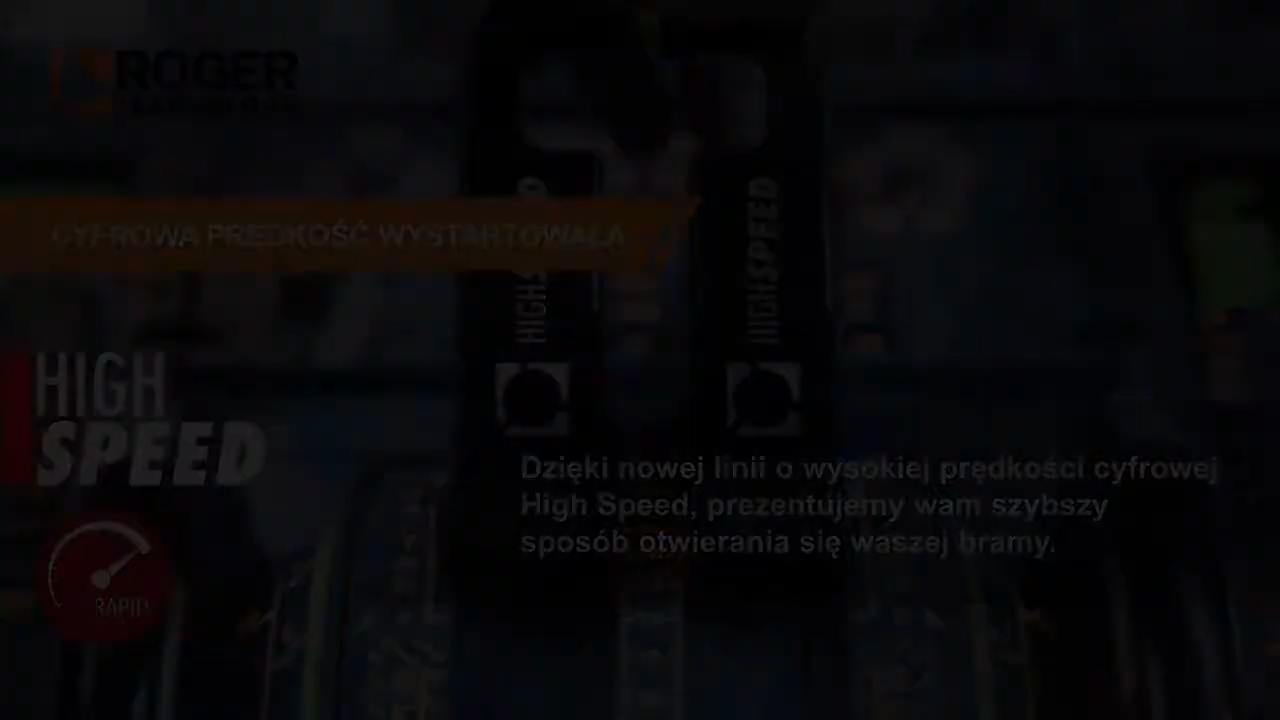 ROGER
TECHNOLOGY
CYFROWA PRĘDKOŚĆ WYSTARTOWAŁA
HIGH SPEED
HIGH SPEED
HIGH
SPEED
RAPID
Dzięki nowej linii o wysokiej prędkości cyfrowej
High Speed, prezentujemy wam szybszy
sposób otwierania się waszej bramy.